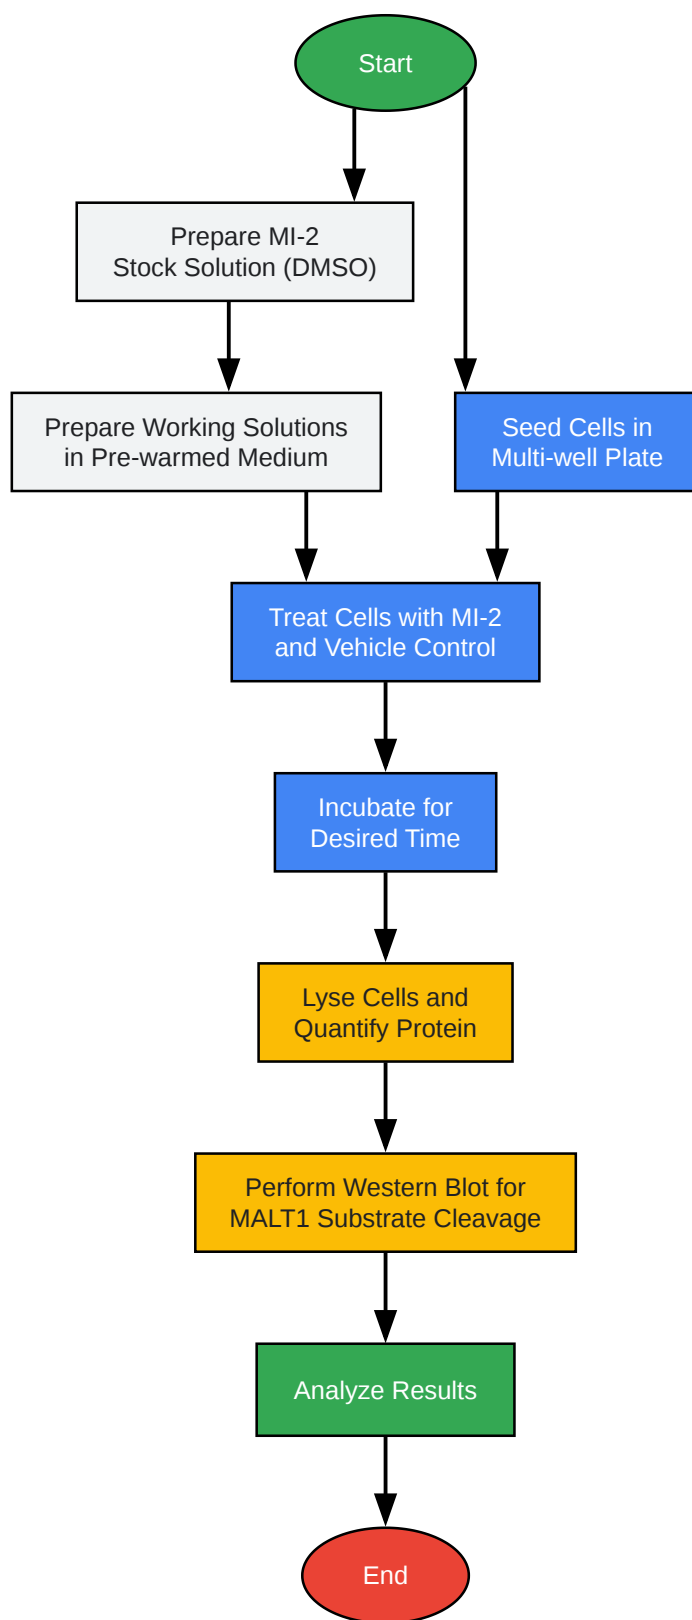 Start
Prepare MI-2
Stock Solution (DMSO)
Prepare Working Solutions
in Pre-warmed Medium
Seed Cells in
Multi-well Plate
Treat Cells with MI-2
and Vehicle Control
Incubate for
Desired Time
Lyse Cells and
Quantify Protein
Perform Western Blot for
MALT1 Substrate Cleavage
Analyze Results
End